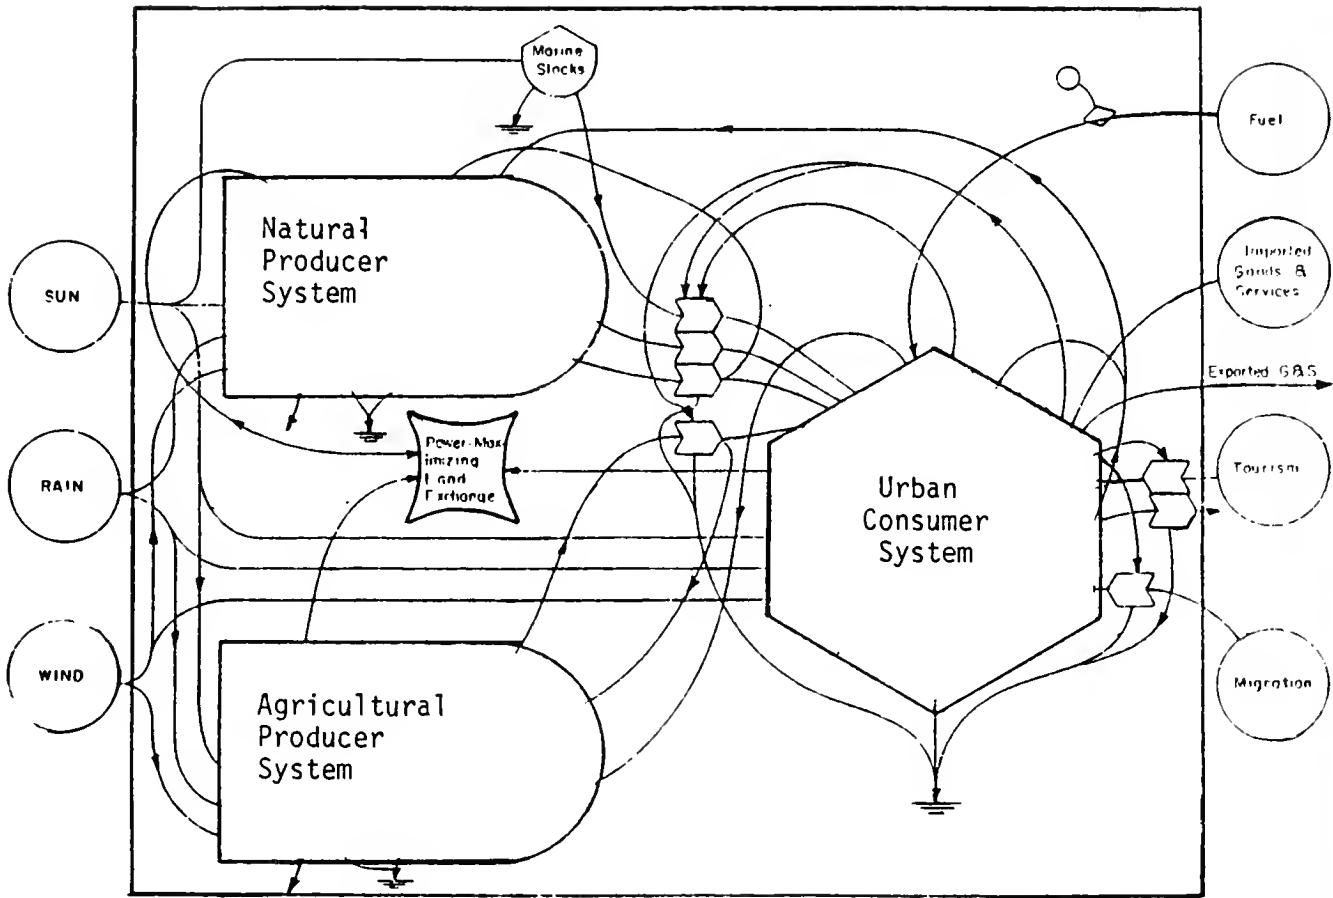 Marine
Stocks
Fuel
Natural
Producer
System
Imported
Goods &
Services
SUN
Exported G&S
Power-Max-
imizing
Land
Exchange
Tourism
RAIN
Urban
Consumer
System
WIND
Migration
Agricultural
Producer
System